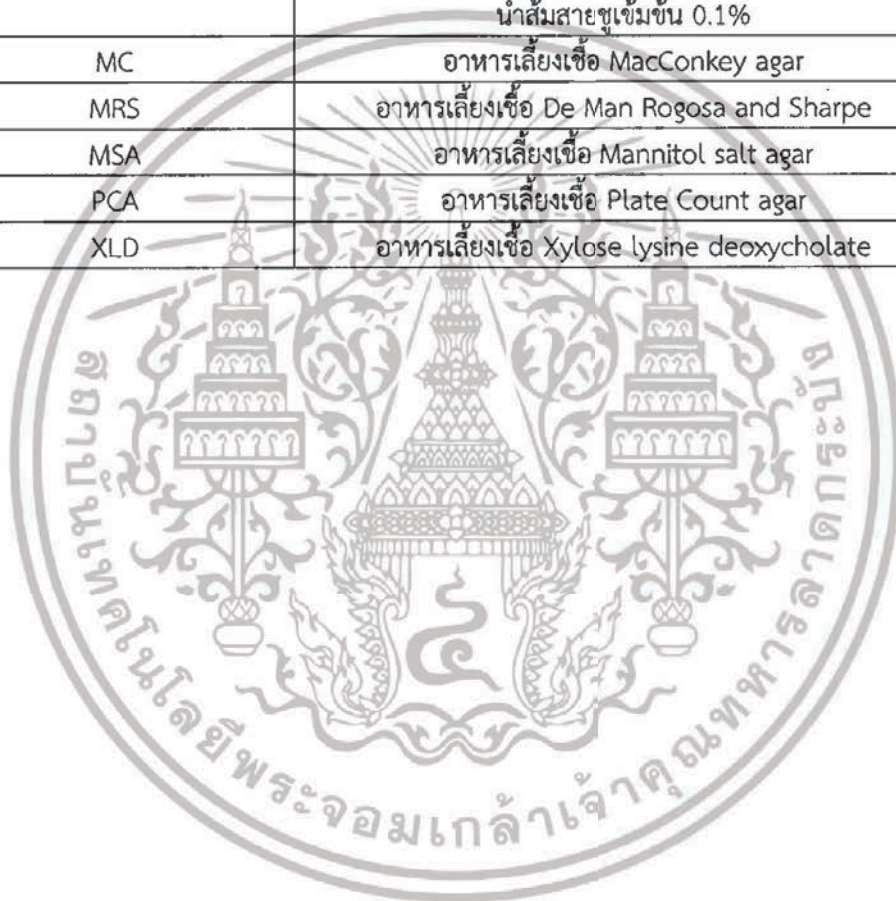 น้ำส้มสายชูเข้มข้น 0.1%
MC อาหารเลี้ยงเชื้อ MacConkey agar
MRS อาหารเลี้ยงเชื้อ De Man Rogosa and Sharpe
MSA อาหารเลี้ยงเชื้อ Mannitol salt agar
PCA อาหารเลี้ยงเชื้อ Plate Count agar
XLD อาหารเลี้ยงเชื้อ Xylose lysine deoxycholate
สถาบันเทคโนโลยีพระจอมเกล้าเจ้าคุณทหารลาดกระบัง
๔